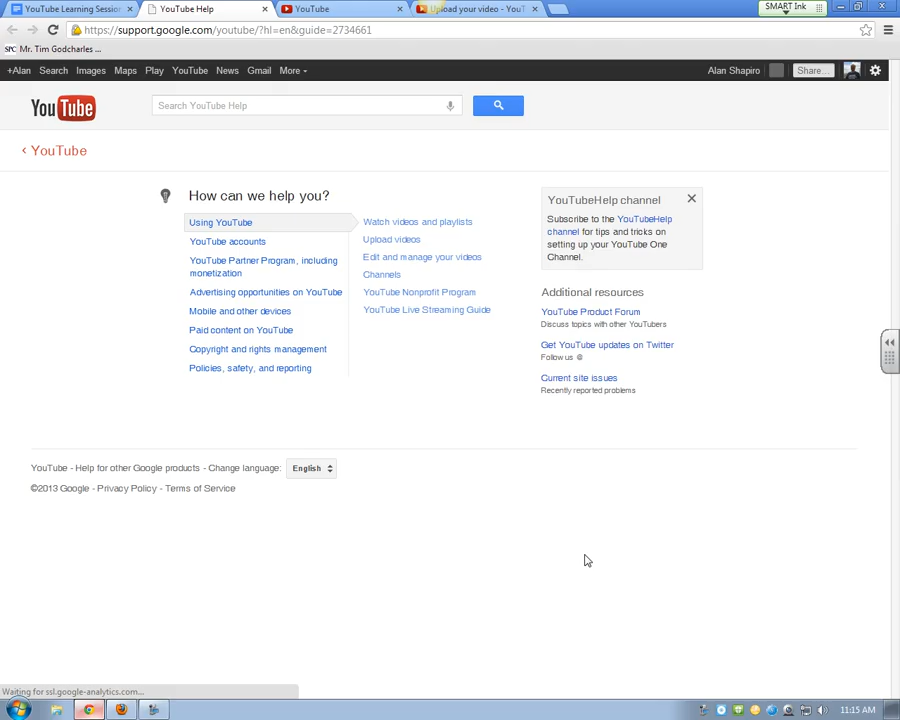 YouTube Learning Session
YouTube Help
YouTube
Upload your video - YouT
SMART Ink
https://support.google.com/youtube/?hl=en&guide=2734661
SPC Mr. Tim Godcharles ...
+Alan Search Images Maps Play YouTube News Gmail More
Alan Shapiro Share...
YouTube
Search YouTube Help
‹ YouTube
How can we help you?
Using YouTube
YouTube accounts
YouTube Partner Program, including
monetization
Advertising opportunities on YouTube
Mobile and other devices
Paid content on YouTube
Copyright and rights management
Policies, safety, and reporting
Watch videos and playlists
Upload videos
Edit and manage your videos
Channels
YouTube Nonprofit Program
YouTube Live Streaming Guide
YouTubeHelp channel
Subscribe to the YouTubeHelp
channel for tips and tricks on
setting up your YouTube One
Channel.
Additional resources
YouTube Product Forum
Discuss topics with other YouTubers
Get YouTube updates on Twitter
Follow us @
Current site issues
Recently reported problems
YouTube - Help for other Google products - Change language: English
©2013 Google - Privacy Policy - Terms of Service
Waiting for ssl.google-analytics.com...
11:15 AM